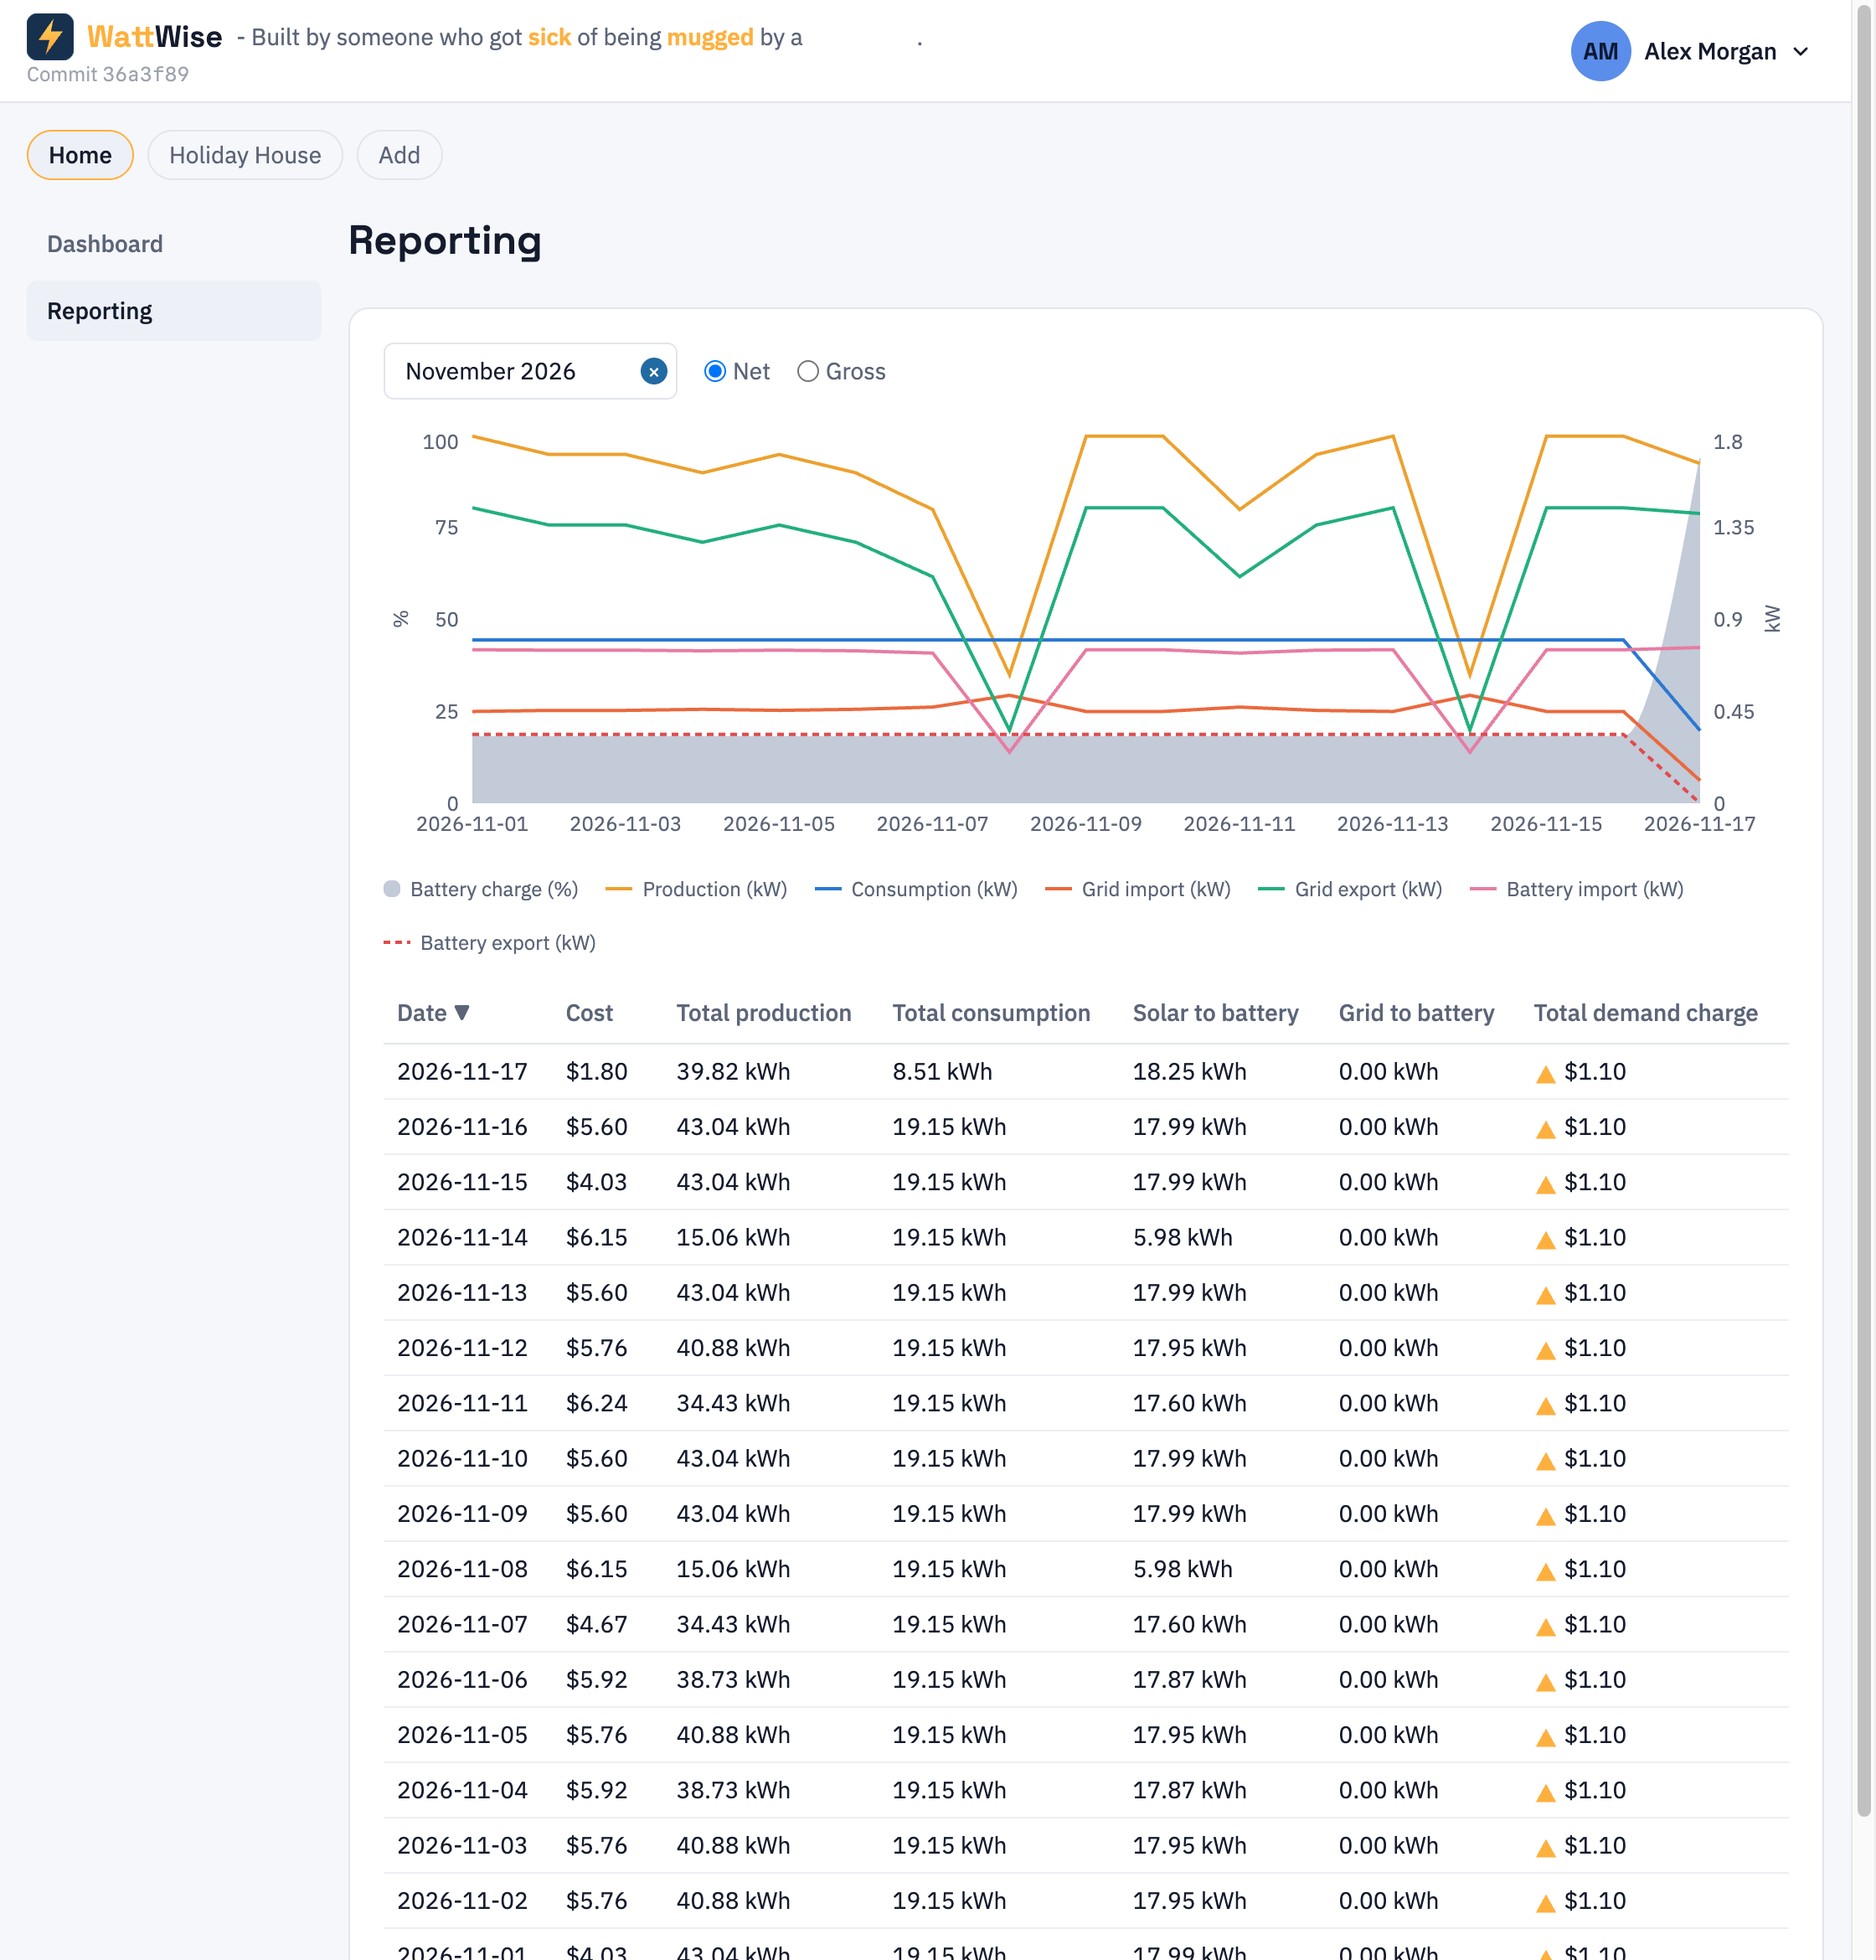 WattWise - Built by someone who got sick of being mugged by a .
Commit 36a3f89
AM Alex Morgan
Home Holiday House Add
Dashboard
Reporting
Reporting
November 2026 Net Gross
100 1.8
75 1.35
% 50 0.9 kW
25 0.45
0 0
2026-11-01 2026-11-03 2026-11-05 2026-11-07 2026-11-09 2026-11-11 2026-11-13 2026-11-15 2026-11-17
Battery charge (%) Production (kW) Consumption (kW) Grid import (kW) Grid export (kW) Battery import (kW)
Battery export (kW)
Date ▼ Cost Total production Total consumption Solar to battery Grid to battery Total demand charge
2026-11-17 $1.80 39.82 kWh 8.51 kWh 18.25 kWh 0.00 kWh $1.10
2026-11-16 $5.60 43.04 kWh 19.15 kWh 17.99 kWh 0.00 kWh $1.10
2026-11-15 $4.03 43.04 kWh 19.15 kWh 17.99 kWh 0.00 kWh $1.10
2026-11-14 $6.15 15.06 kWh 19.15 kWh 5.98 kWh 0.00 kWh $1.10
2026-11-13 $5.60 43.04 kWh 19.15 kWh 17.99 kWh 0.00 kWh $1.10
2026-11-12 $5.76 40.88 kWh 19.15 kWh 17.95 kWh 0.00 kWh $1.10
2026-11-11 $6.24 34.43 kWh 19.15 kWh 17.60 kWh 0.00 kWh $1.10
2026-11-10 $5.60 43.04 kWh 19.15 kWh 17.99 kWh 0.00 kWh $1.10
2026-11-09 $5.60 43.04 kWh 19.15 kWh 17.99 kWh 0.00 kWh $1.10
2026-11-08 $6.15 15.06 kWh 19.15 kWh 5.98 kWh 0.00 kWh $1.10
2026-11-07 $4.67 34.43 kWh 19.15 kWh 17.60 kWh 0.00 kWh $1.10
2026-11-06 $5.92 38.73 kWh 19.15 kWh 17.87 kWh 0.00 kWh $1.10
2026-11-05 $5.76 40.88 kWh 19.15 kWh 17.95 kWh 0.00 kWh $1.10
2026-11-04 $5.92 38.73 kWh 19.15 kWh 17.87 kWh 0.00 kWh $1.10
2026-11-03 $5.76 40.88 kWh 19.15 kWh 17.95 kWh 0.00 kWh $1.10
2026-11-02 $5.76 40.88 kWh 19.15 kWh 17.95 kWh 0.00 kWh $1.10
2026-11-01 $4.03 43.04 kWh 19.15 kWh 17.99 kWh 0.00 kWh $1.10